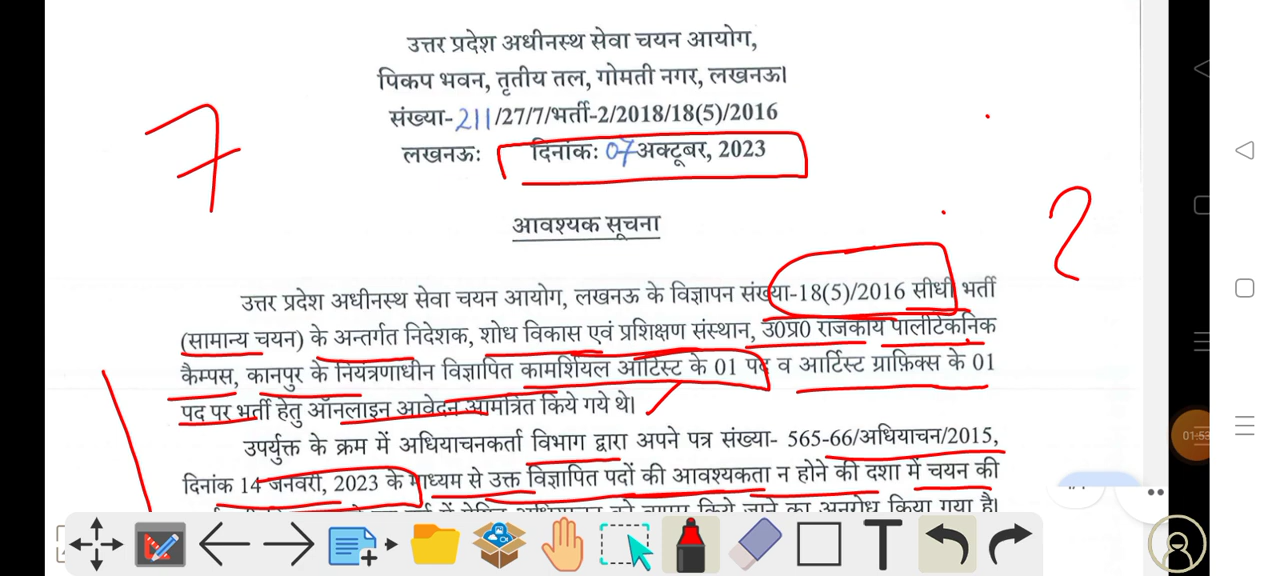 उत्तर प्रदेश अधीनस्थ सेवा चयन आयोग,
पिकप भवन, तृतीय तल, गोमती नगर, लखनऊ।
संख्या-211/27/7/भर्ती-2/2018/18(5)/2016
लखनऊः दिनांकः 07 अक्टूबर, 2023
7
आवश्यक सूचना
?
उत्तर प्रदेश अधीनस्थ सेवा चयन आयोग, लखनऊ के विज्ञापन संख्या-18(5)/2016 सीधी भर्ती
(सामान्य चयन) के अन्तर्गत निदेशक, शोध विकास एवं प्रशिक्षण संस्थान, उ0प्र0 राजकीय पालीटेकनिक
कैम्पस, कानपुर के नियंत्रणाधीन विज्ञापित कामर्शियल आर्टिस्ट के 01 पद व आर्टिस्ट ग्राफ़िक्स के 01
पद पर भर्ती हेतु ऑनलाइन आवेदन आमंत्रित किये गये थे।
उपर्युक्त के क्रम में अधियाचनकर्ता विभाग द्वारा अपने पत्र संख्या- 565-66/अधियाचन/2015,
दिनांक 14 जनवरी, 2023 के माध्यम से उक्त विज्ञापित पदों की आवश्यकता न होने की दशा में चयन की
किये जाने का अनुरोध किया गया है।
01:53
T